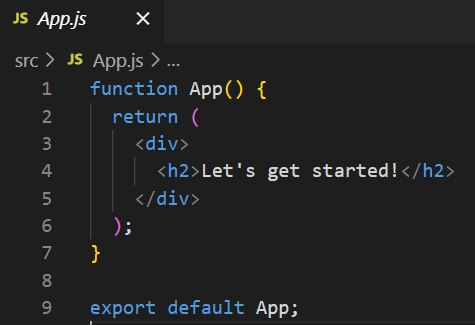 JS App.js ×
src > JS App.js > ...
1 function App() {
2 return (
3 <div>
4 <h2>Let's get started!</h2>
5 </div>
6 );
7 }
8
9 export default App;